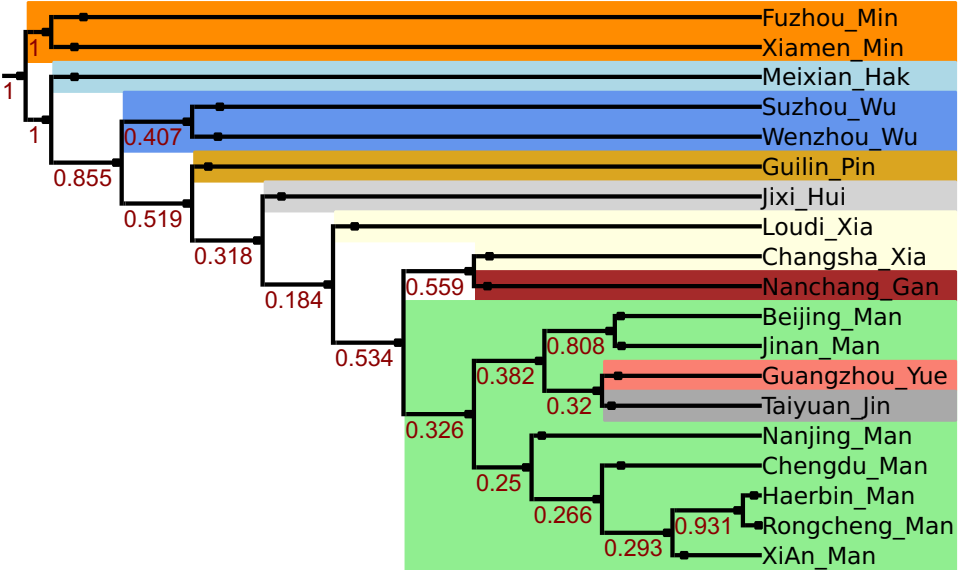 Fuzhou_Min
1
Xiamen_Min
Meixian_Hak
1
Suzhou_Wu
1
0.407
Wenzhou_Wu
Guilin_Pin
0.855
Jixi_Hui
0.519
Loudi_Xia
0.318
Changsha_Xia
0.559
Nanchang_Gan
0.184
Beijing_Man
0.808
Jinan_Man
0.534
0.382
Guangzhou_Yue
0.32
Taiyuan_Jin
0.326
Nanjing_Man
Chengdu_Man
0.25
Haerbin_Man
0.266
0.931
Rongcheng_Man
0.293
XiAn_Man